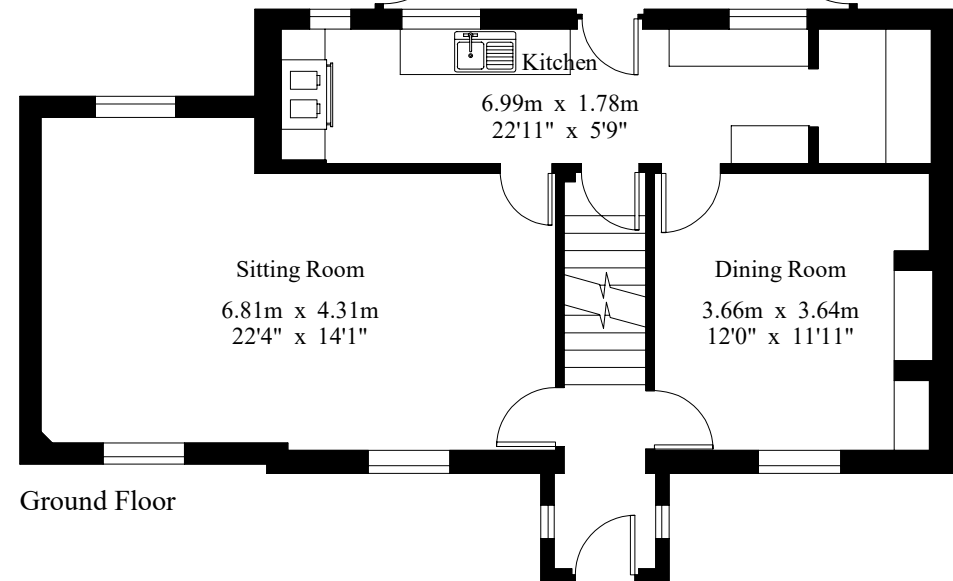 Kitchen
6.99m x 1.78m
22'11" x 5'9"
Sitting Room
6.81m x 4.31m
22'4" x 14'1"
Dining Room
3.66m x 3.64m
12'0" x 11'11"
Ground Floor